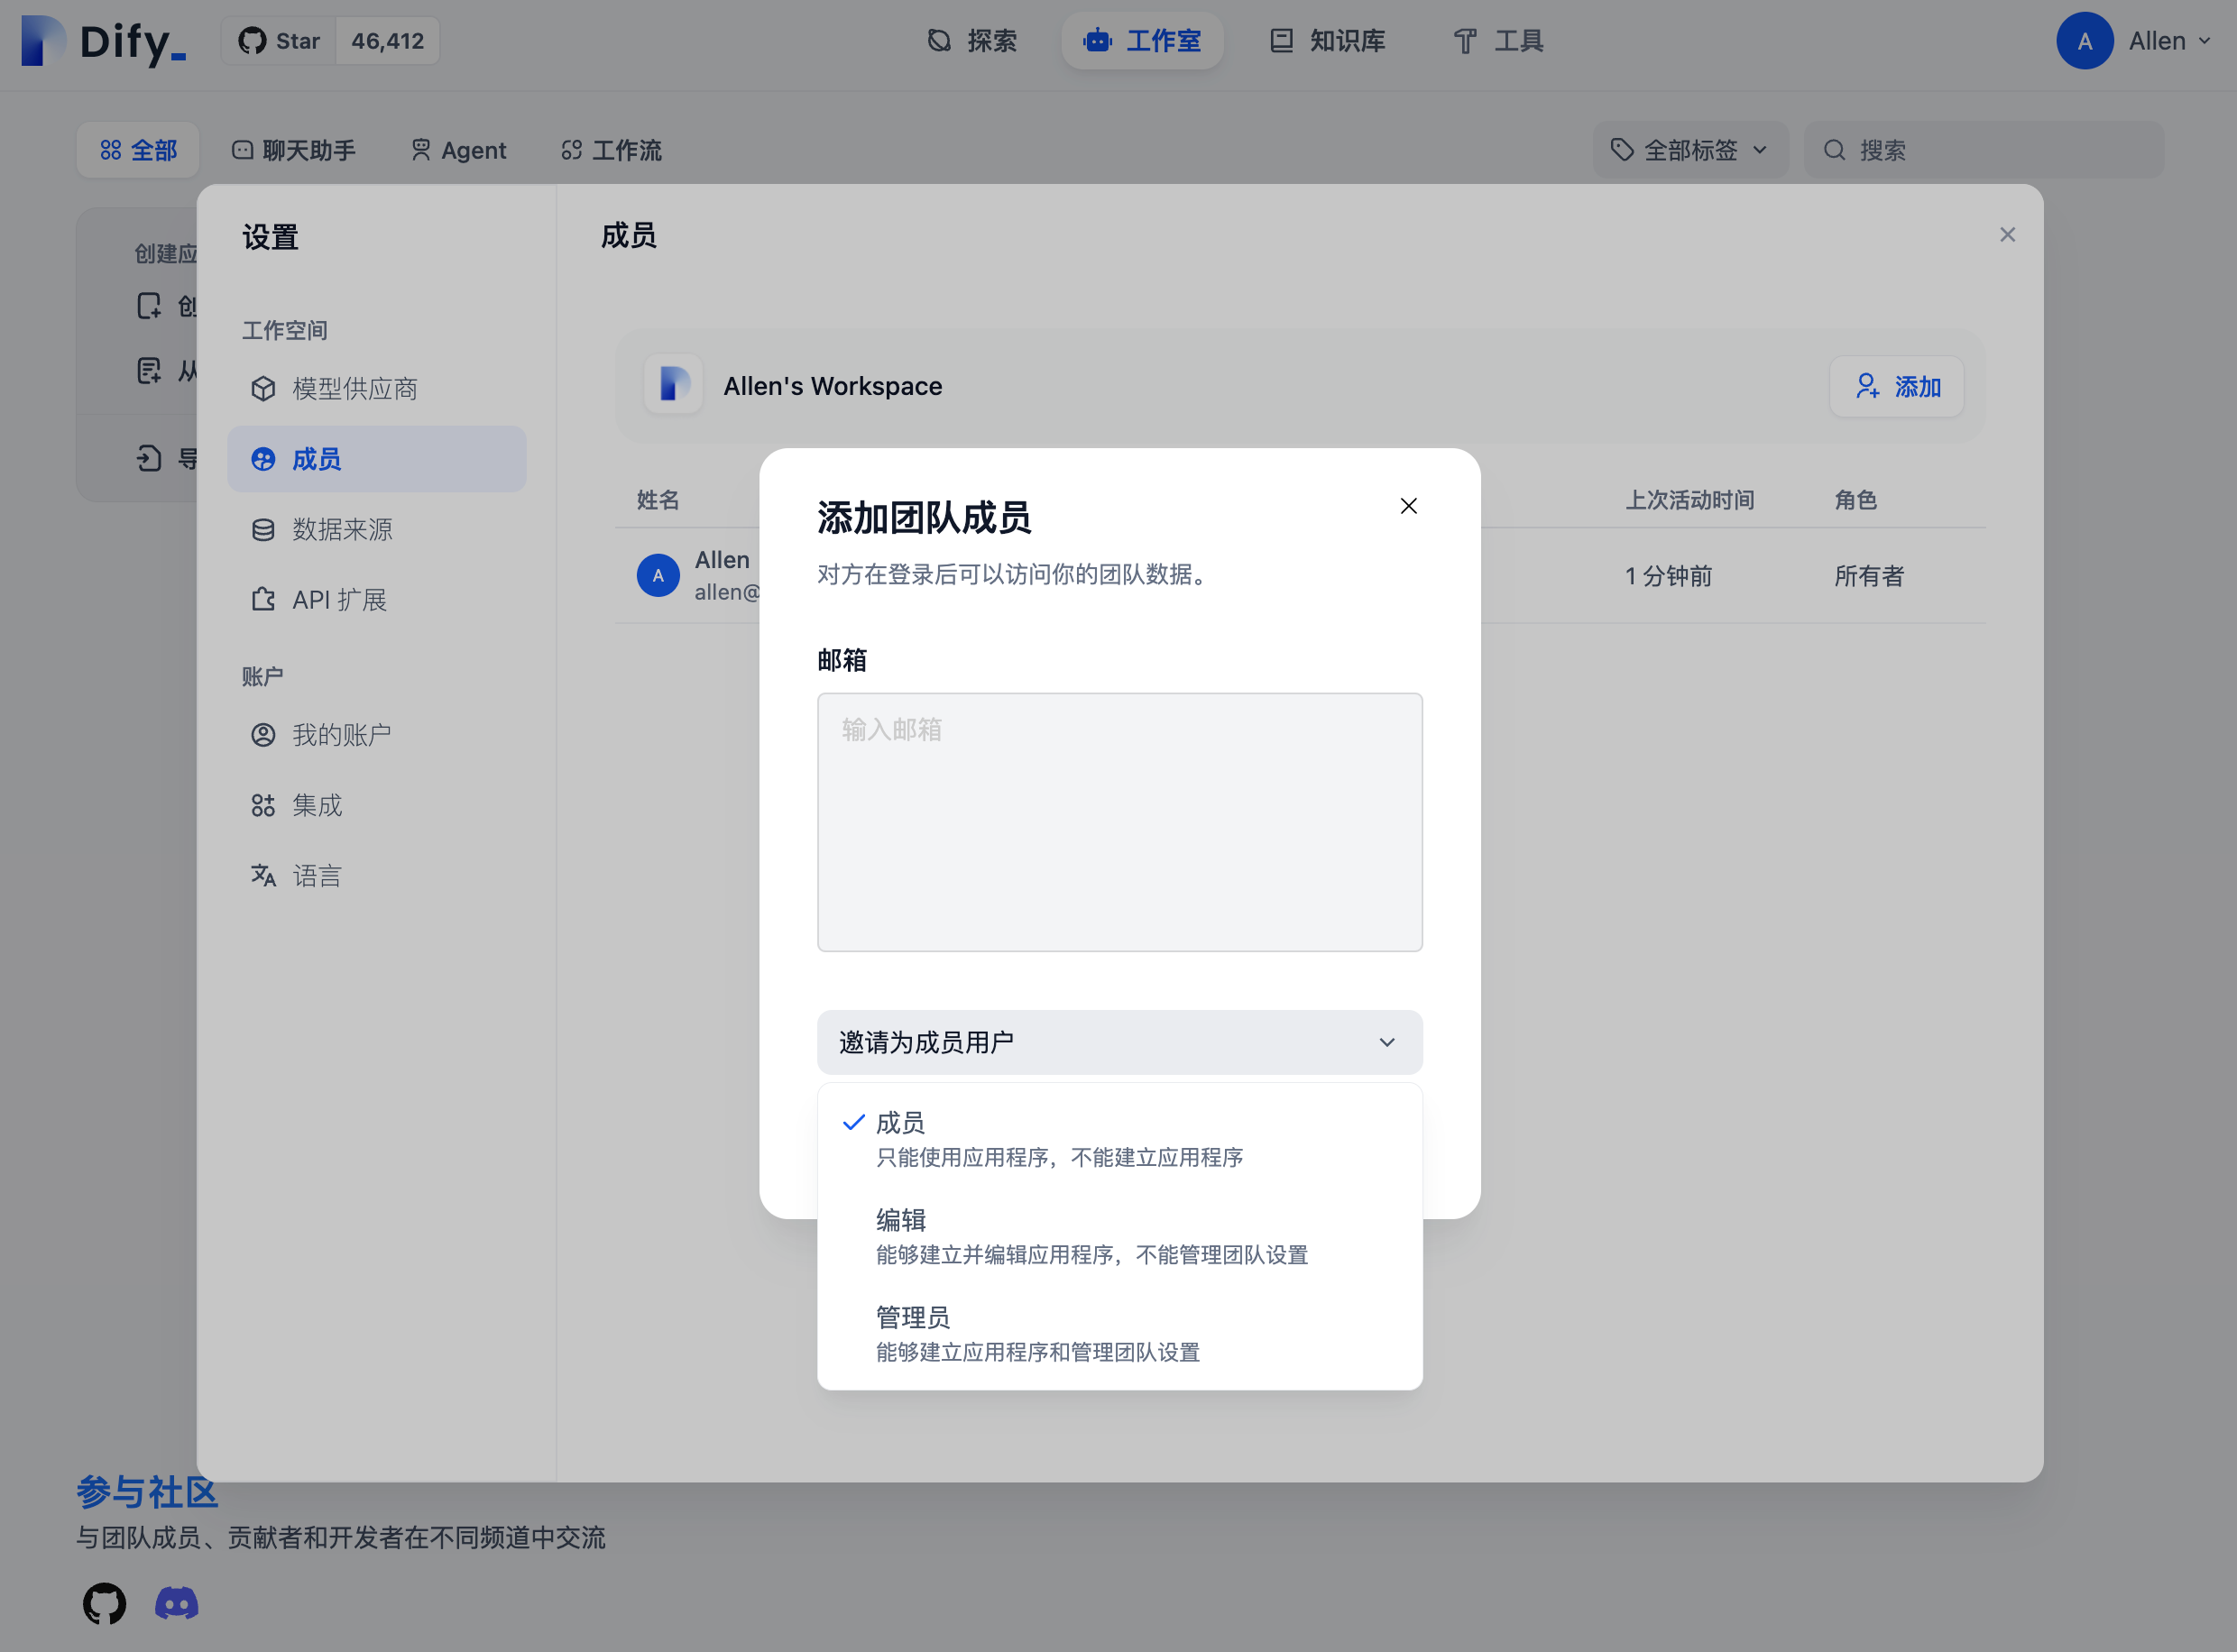 Dify_
Star 46,412
探索
工作室
知识库
工具
A Allen
全部
聊天助手
Agent
工作流
全部标签
搜索
创建应
创
从
导
设置
工作空间
模型供应商
成员
数据来源
API 扩展
账户
我的账户
集成
语言
成员
Allen's Workspace
添加
姓名
上次活动时间
角色
A
Allen
allen@
1 分钟前
所有者
添加团队成员
对方在登录后可以访问你的团队数据。
邮箱
输入邮箱
邀请为成员用户
成员
只能使用应用程序，不能建立应用程序
编辑
能够建立并编辑应用程序，不能管理团队设置
管理员
能够建立应用程序和管理团队设置
参与社区
与团队成员、贡献者和开发者在不同频道中交流